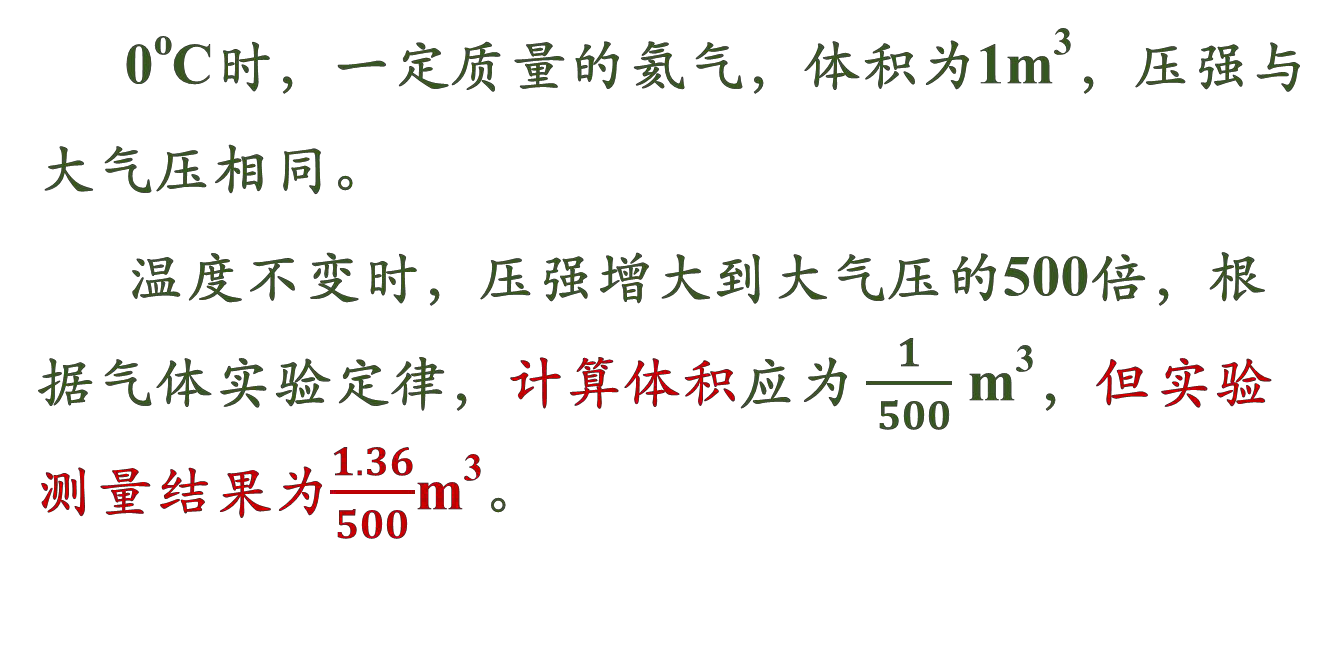 0°C时，一定质量的氦气，体积为1m³，压强与
大气压相同。
温度不变时，压强增大到大气压的500倍，根
据气体实验定律，计算体积应为 1/500 m³，但实验
测量结果为1.36/500 m³。